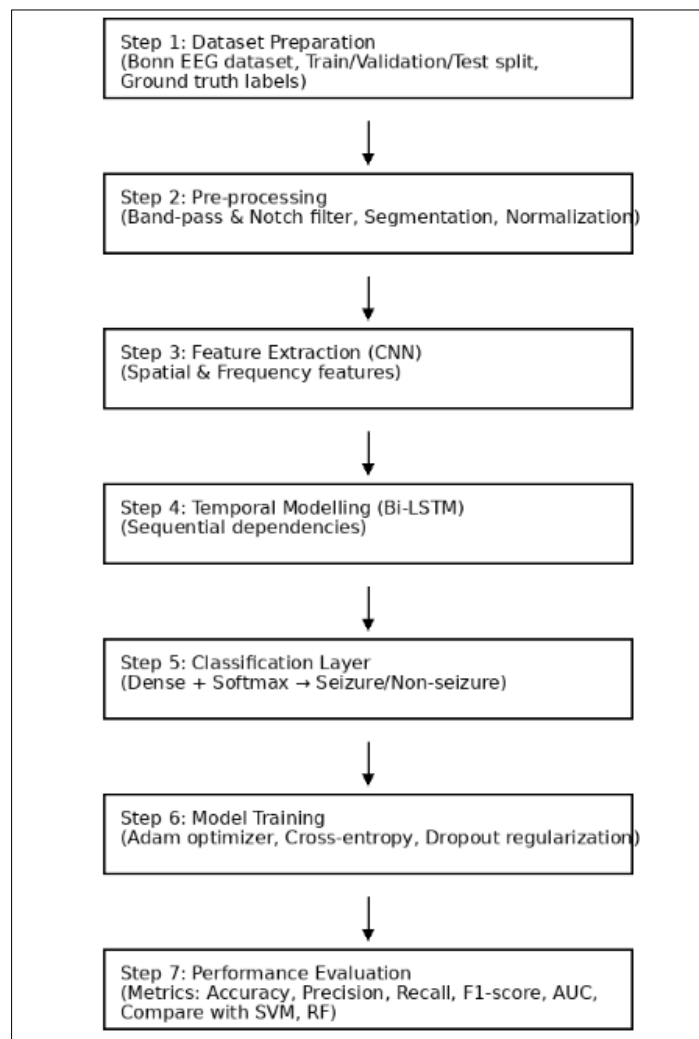 Step 1: Dataset Preparation
(Bonn EEG dataset, Train/Validation/Test split,
Ground truth labels)
Step 2: Pre-processing
(Band-pass & Notch filter, Segmentation, Normalization)
Step 3: Feature Extraction (CNN)
(Spatial & Frequency features)
Step 4: Temporal Modelling (Bi-LSTM)
(Sequential dependencies)
Step 5: Classification Layer
(Dense + Softmax → Seizure/Non-seizure)
Step 6: Model Training
(Adam optimizer, Cross-entropy, Dropout regularization)
Step 7: Performance Evaluation
(Metrics: Accuracy, Precision, Recall, F1-score, AUC,
Compare with SVM, RF)